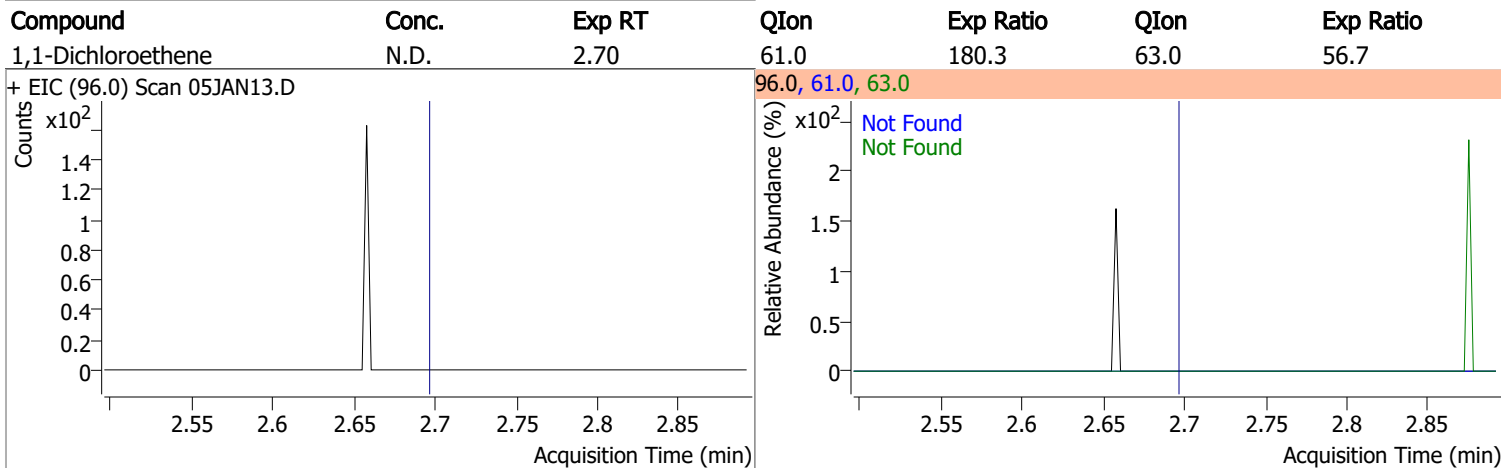 Compound Conc. Exp RT QIon Exp Ratio QIon Exp Ratio
1,1-Dichloroethene N.D. 2.70 61.0 180.3 63.0 56.7
+ EIC (96.0) Scan 05JAN13.D
Counts
x10²
1.4
1.2
1
0.8
0.6
0.4
0.2
0
2.55 2.6 2.65 2.7 2.75 2.8 2.85
Acquisition Time (min)
96.0, 61.0, 63.0
Relative Abundance (%)
x10²
Not Found
Not Found
2
1.5
1
0.5
0
2.55 2.6 2.65 2.7 2.75 2.8 2.85
Acquisition Time (min)